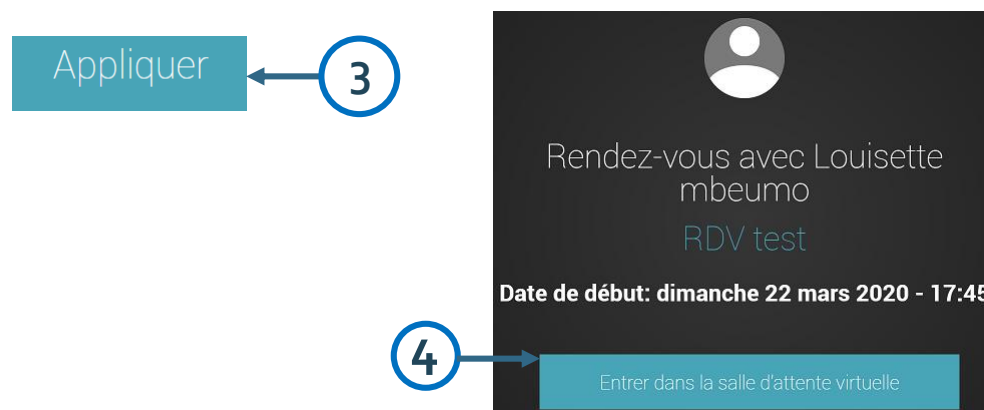 Appliquer
3
Rendez-vous avec Louisette
mbeumo
RDV test
Date de début: dimanche 22 mars 2020 - 17:45
4
Entrer dans la salle d'attente virtuelle